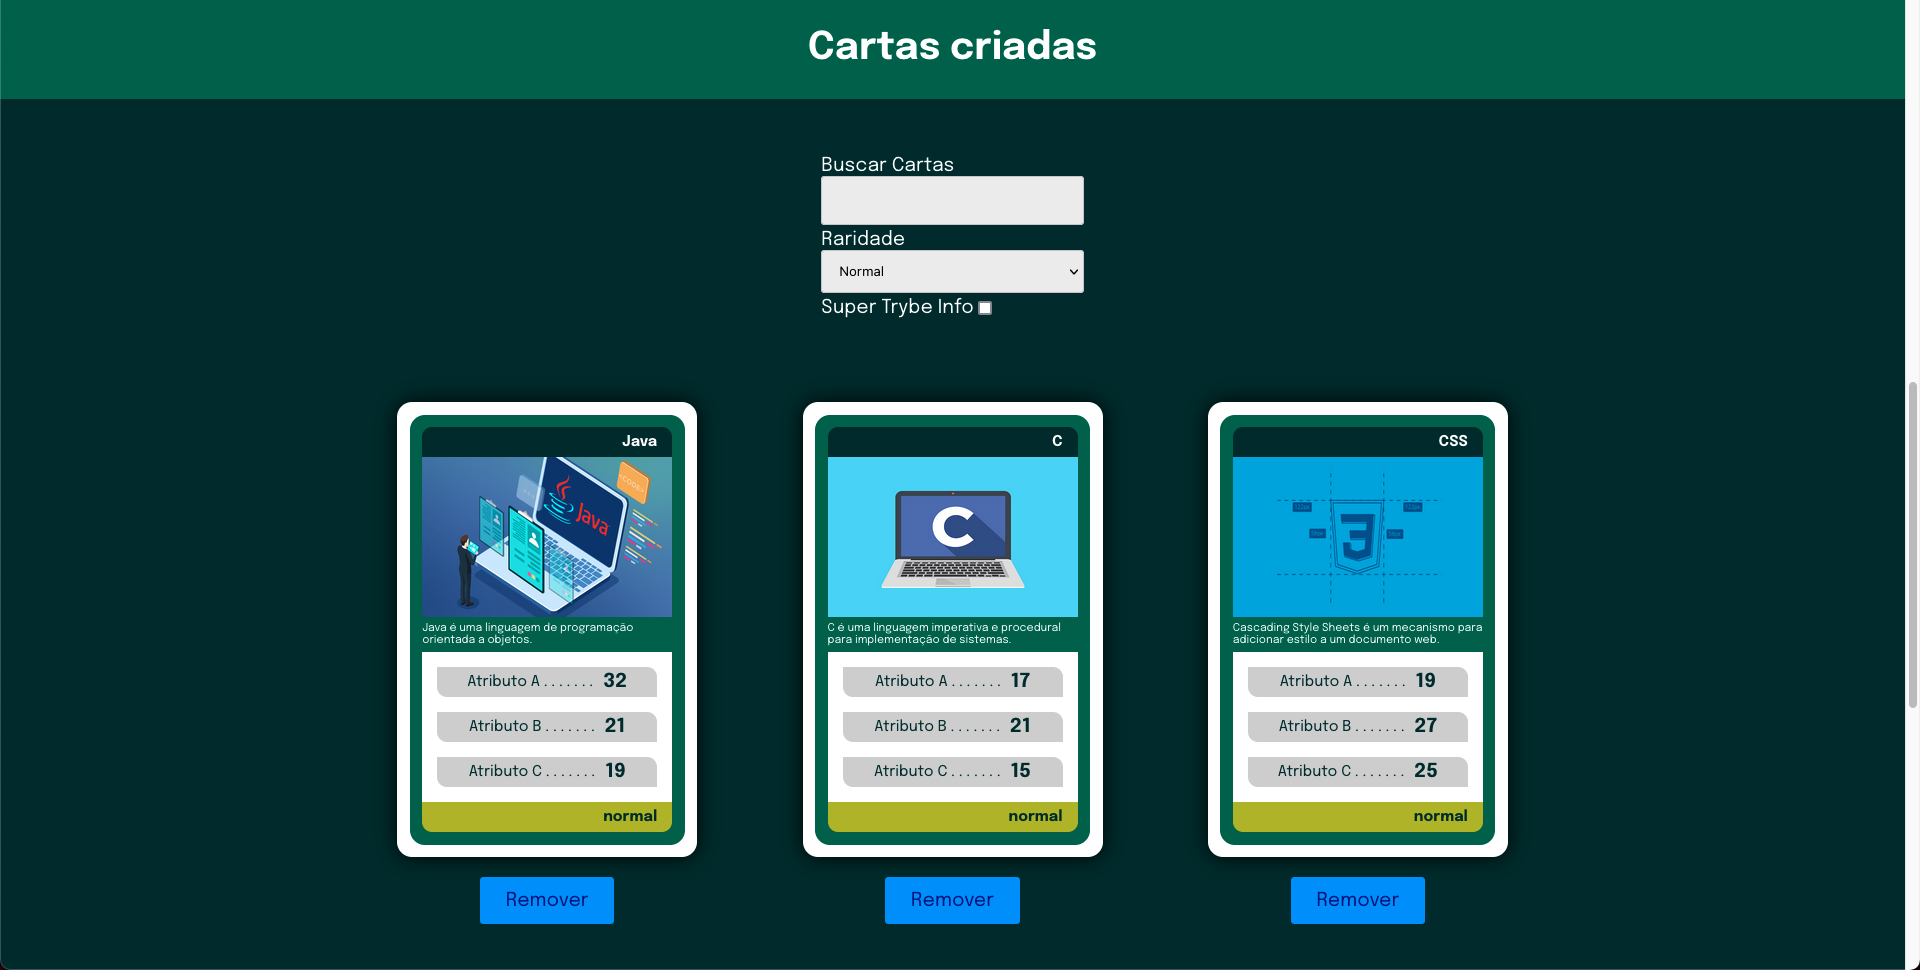 Cartas criadas
Buscar Cartas
Raridade
Normal
Super Trybe Info
Java
<CODE>
Java
Java é uma linguagem de programação
orientada a objetos.
Atributo A . . . . . . . 32
Atributo B . . . . . . . 21
Atributo C . . . . . . . 19
normal
Remover
C
C
C é uma linguagem imperativa e procedural
para implementação de sistemas.
Atributo A . . . . . . . 17
Atributo B . . . . . . . 21
Atributo C . . . . . . . 15
normal
Remover
CSS
3
Cascading Style Sheets é um mecanismo para
adicionar estilo a um documento web.
Atributo A . . . . . . . 19
Atributo B . . . . . . . 27
Atributo C . . . . . . . 25
normal
Remover